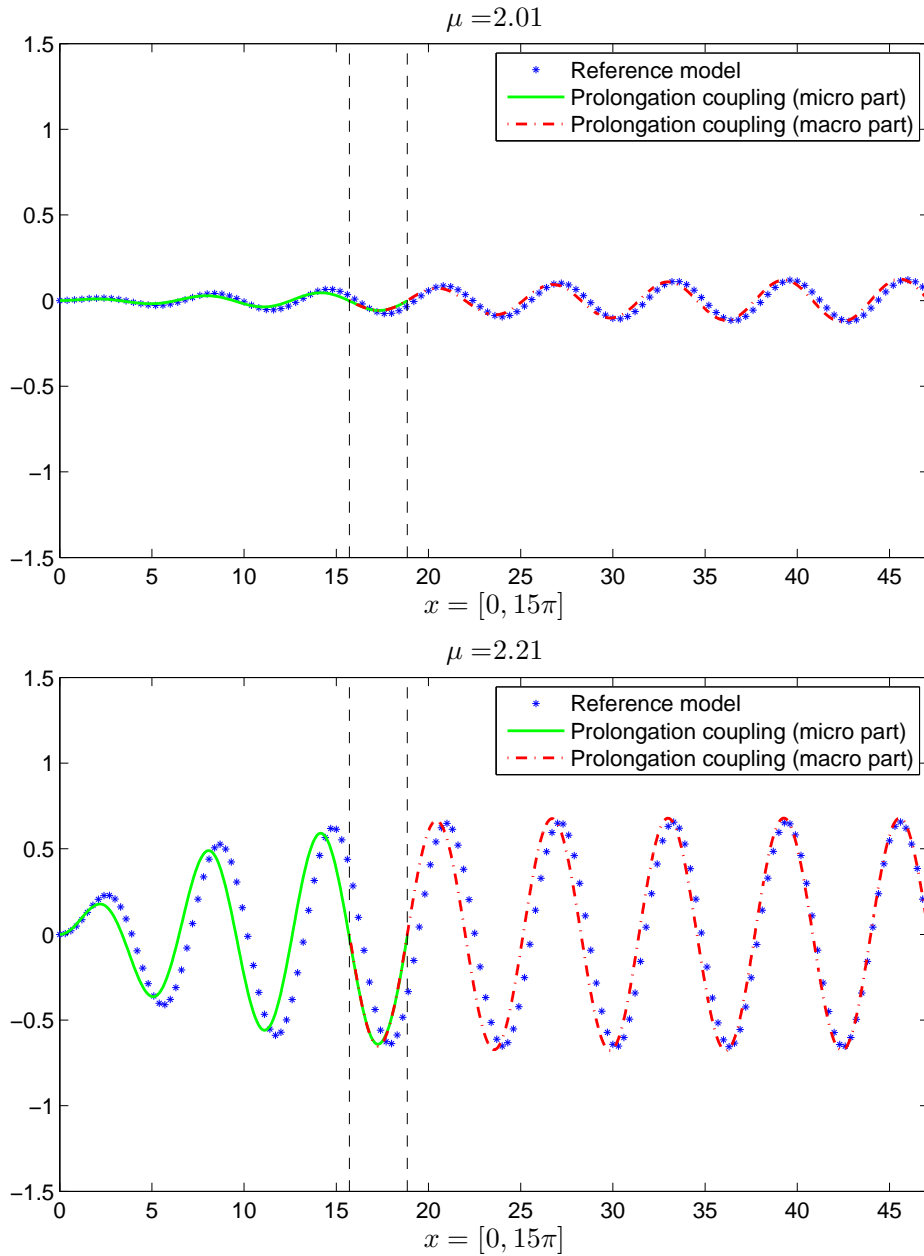 μ =2.01
1.5
1
0.5
0
−0.5
−1
−1.5
Reference model
Prolongation coupling (micro part)
Prolongation coupling (macro part)
0 5 10 15 20 25 30 35 40 45
x = [0, 15π]
μ =2.21
1.5
1
0.5
0
−0.5
−1
−1.5
Reference model
Prolongation coupling (micro part)
Prolongation coupling (macro part)
0 5 10 15 20 25 30 35 40 45
x = [0, 15π]